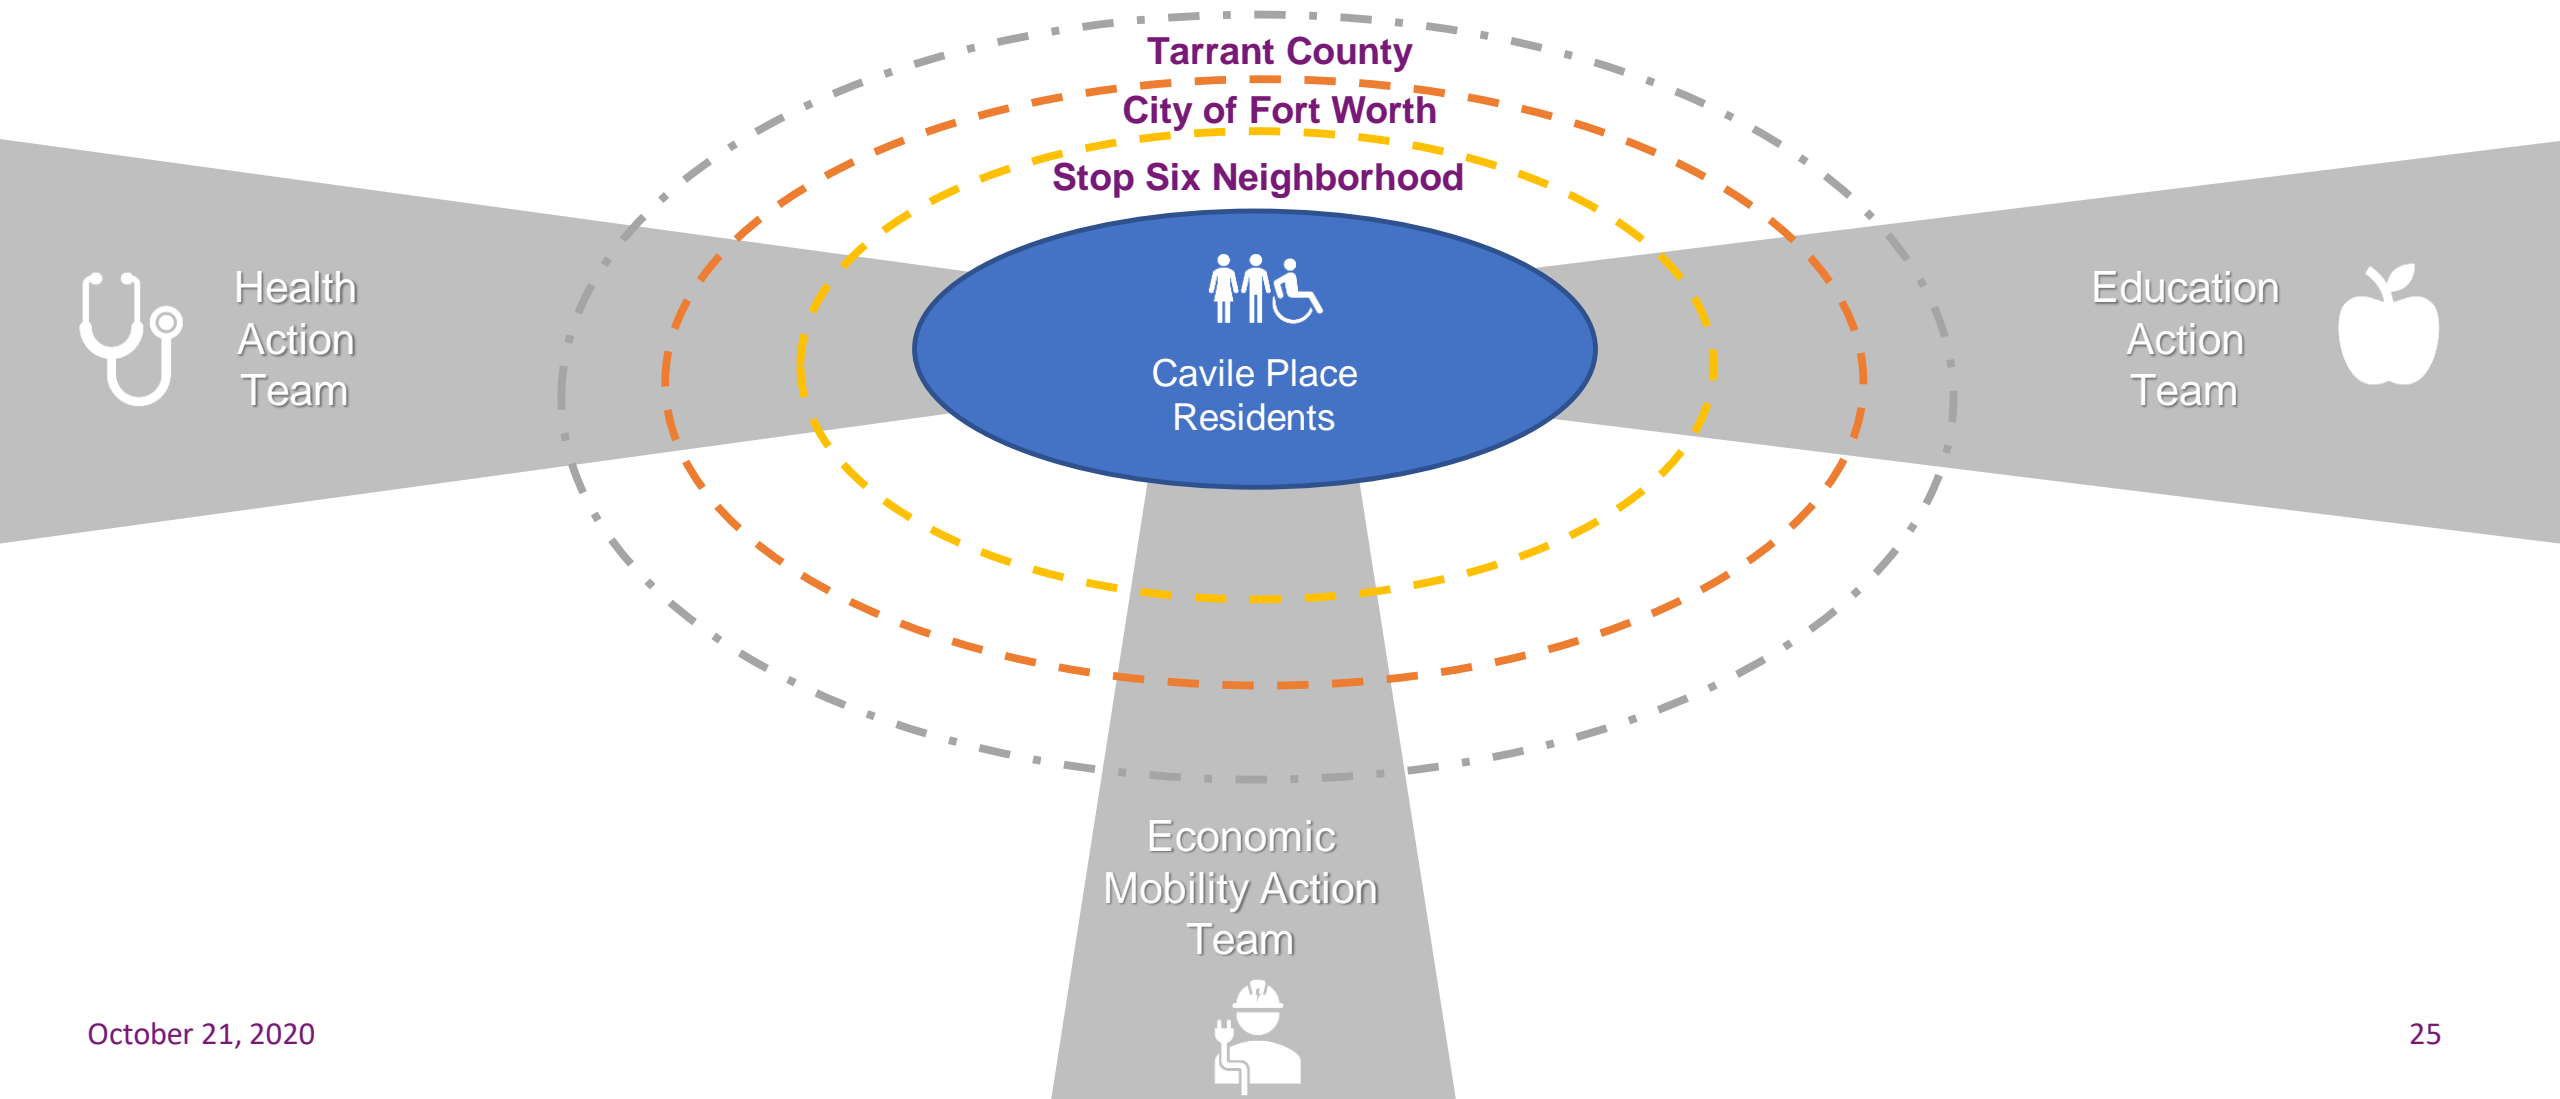 Tarrant County
City of Fort Worth
Stop Six Neighborhood
Health
Action
Team
Cavile Place
Residents
Education
Action
Team
Economic
Mobility Action
Team
October 21, 2020
25